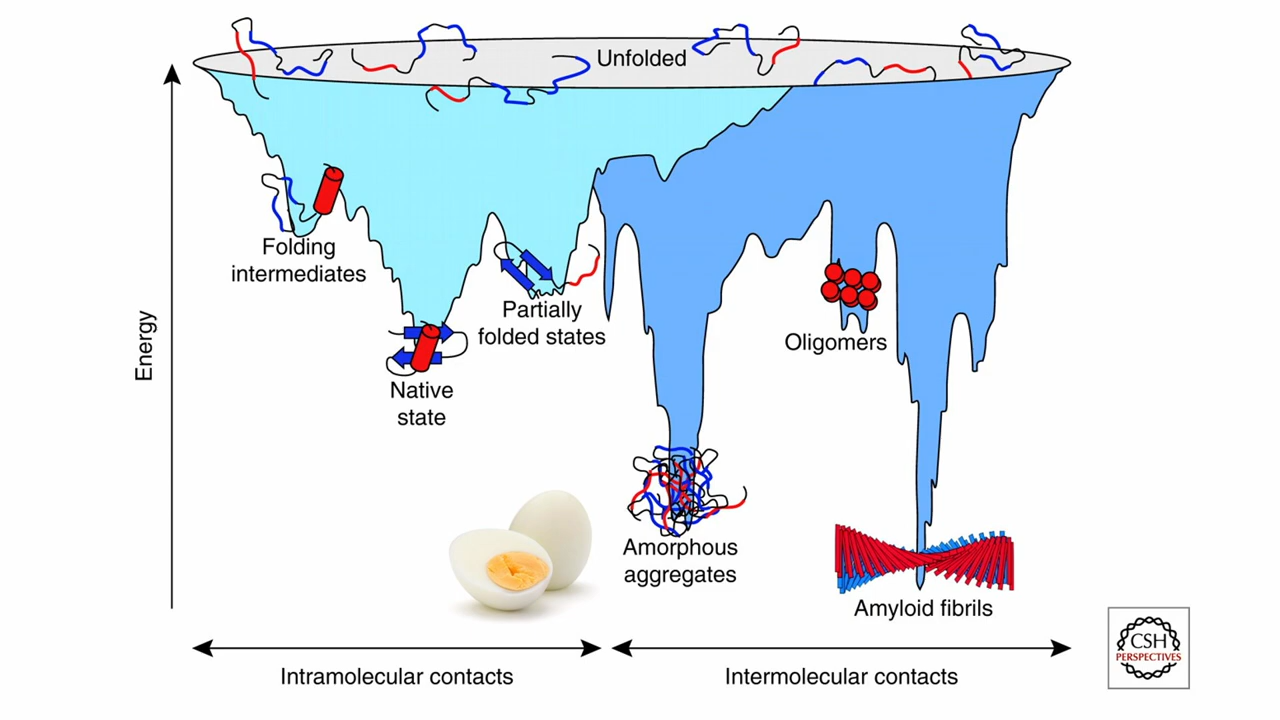 Unfolded
Energy
Folding
intermediates
Native
state
Partially
folded states
Oligomers
Amorphous
aggregates
Amyloid fibrils
Intramolecular contacts
Intermolecular contacts
CSH
PERSPECTIVES